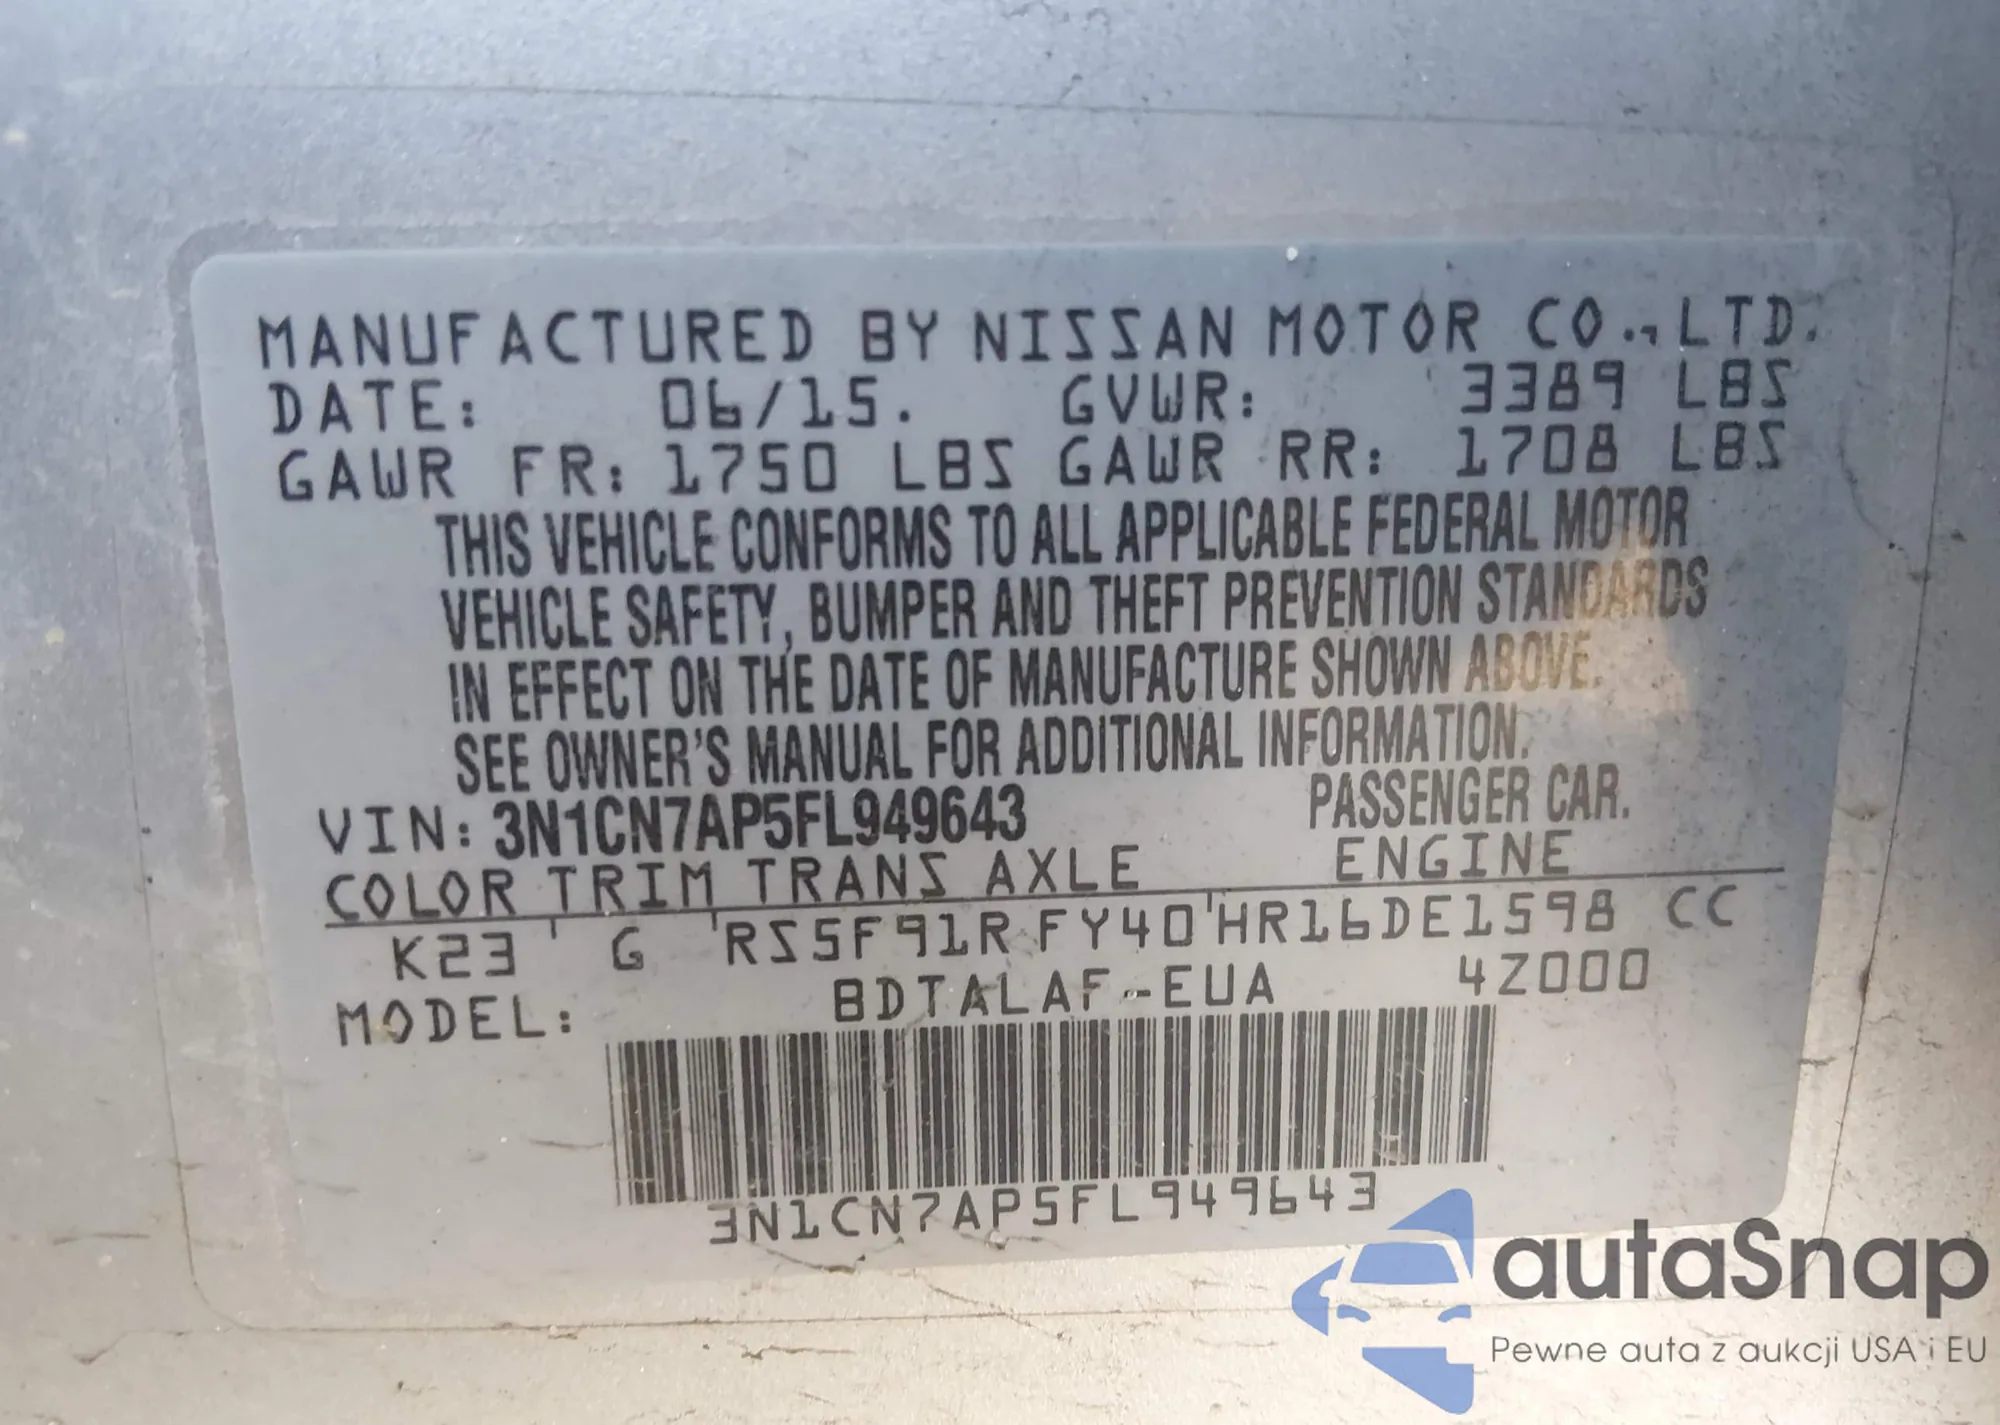 MANUFACTURED BY NISSAN MOTOR CO., LTD.
DATE: 06/15. GVWR: 3389 LBS
GAWR FR: 1750 LBS GAWR RR: 1708 LBS
THIS VEHICLE CONFORMS TO ALL APPLICABLE FEDERAL MOTOR
VEHICLE SAFETY, BUMPER AND THEFT PREVENTION STANDARDS
IN EFFECT ON THE DATE OF MANUFACTURE SHOWN ABOVE.
SEE OWNER'S MANUAL FOR ADDITIONAL INFORMATION.
VIN: 3N1CN7AP5FL949643 PASSENGER CAR.
COLOR TRIM TRANS AXLE ENGINE
K23 G RS5F91R FY40 HR16DE1598 CC
MODEL: BDTALAF-EUA 4Z000
3N1CN7AP5FL949643
autaSnap
Pewne auta z aukcji USA i EU